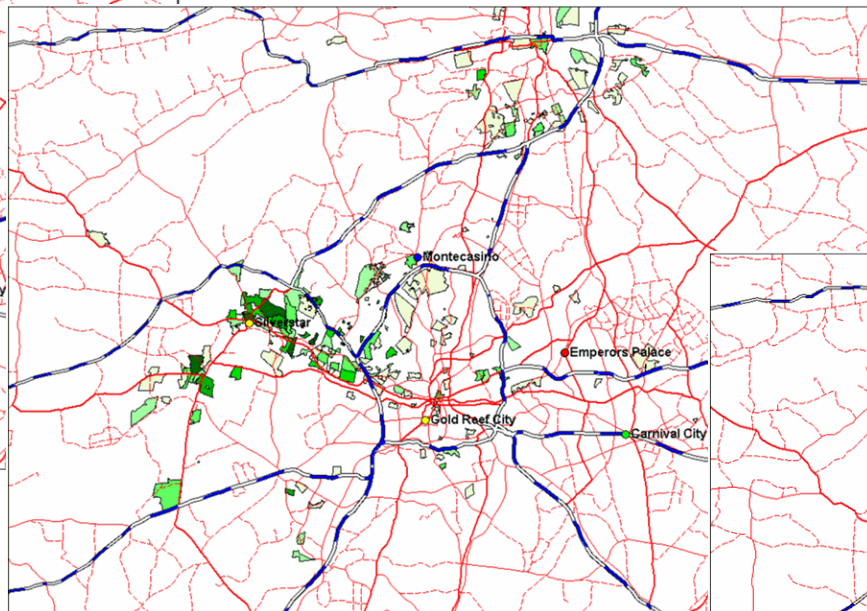 Montecasino
Silverstar
Emperors Palace
Gold Reef City
Carnival City